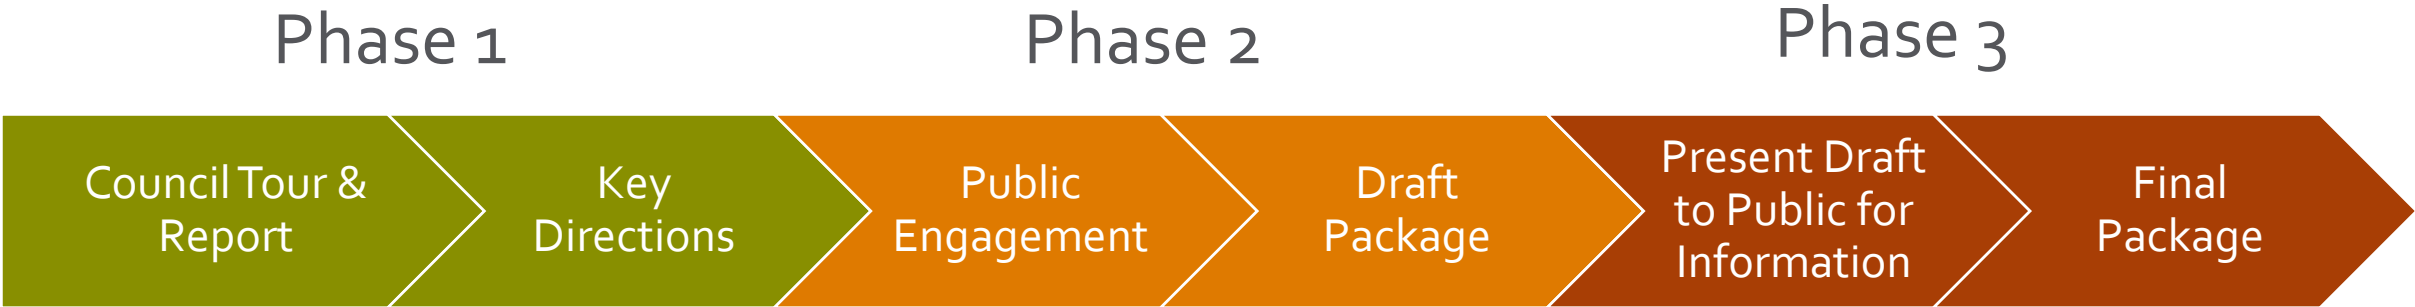 Phase 1
Phase 2
Phase 3
Council Tour &
Report
Key
Directions
Public
Engagement
Draft
Package
Present Draft
to Public for
Information
Final
Package